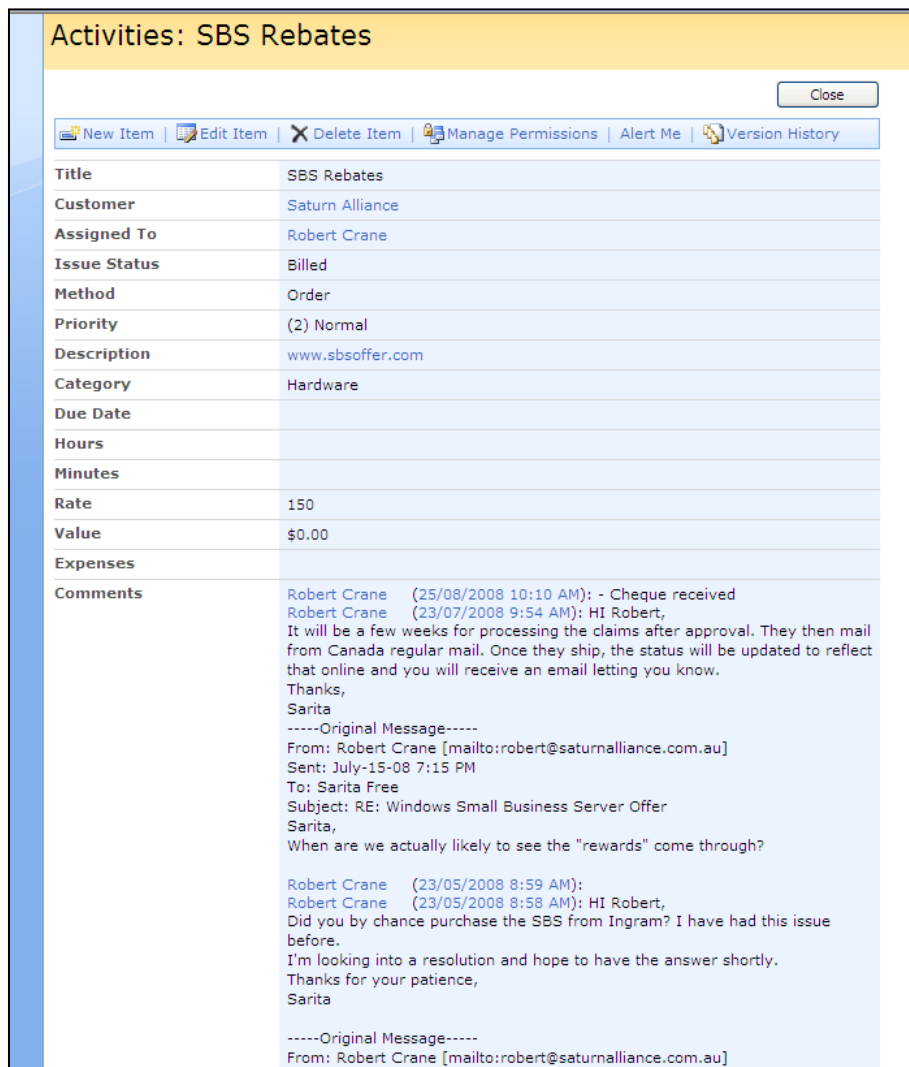 Activities: SBS Rebates
Close
New Item | Edit Item | Delete Item | Manage Permissions | Alert Me | Version History
Title SBS Rebates
Customer Saturn Alliance
Assigned To Robert Crane
Issue Status Billed
Method Order
Priority (2) Normal
Description www.sbsoffer.com
Category Hardware
Due Date
Hours
Minutes
Rate 150
Value $0.00
Expenses
Comments Robert Crane (25/08/2008 10:10 AM): - Cheque received
Robert Crane (23/07/2008 9:54 AM): HI Robert,
It will be a few weeks for processing the claims after approval. They then mail
from Canada regular mail. Once they ship, the status will be updated to reflect
that online and you will receive an email letting you know.
Thanks,
Sarita
-----Original Message-----
From: Robert Crane [mailto:robert@saturnalliance.com.au]
Sent: July-15-08 7:15 PM
To: Sarita Free
Subject: RE: Windows Small Business Server Offer
Sarita,
When are we actually likely to see the "rewards" come through?
Robert Crane (23/05/2008 8:59 AM):
Robert Crane (23/05/2008 8:58 AM): HI Robert,
Did you by chance purchase the SBS from Ingram? I have had this issue
before.
I'm looking into a resolution and hope to have the answer shortly.
Thanks for your patience,
Sarita
-----Original Message-----
From: Robert Crane [mailto:robert@saturnalliance.com.au]